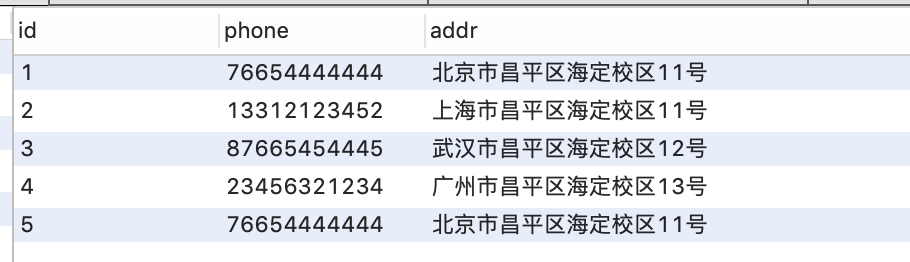 id phone addr
1 76654444444 北京市昌平区海定校区11号
2 13312123452 上海市昌平区海定校区11号
3 87665454445 武汉市昌平区海定校区12号
4 23456321234 广州市昌平区海定校区13号
5 76654444444 北京市昌平区海定校区11号